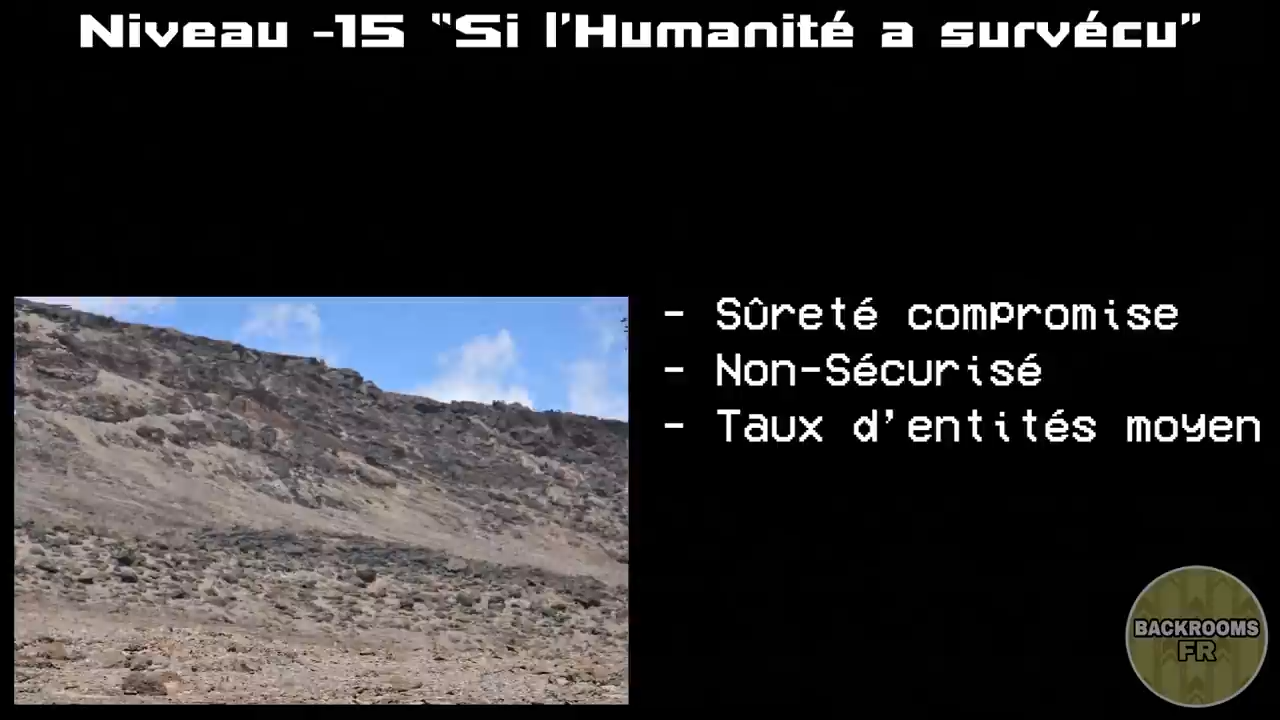 Niveau -15 "Si l'Humanité a survécu"
- Sûreté compromise
- Non-Sécurisé
- Taux d'entités moyen
BACKROOMS
FR